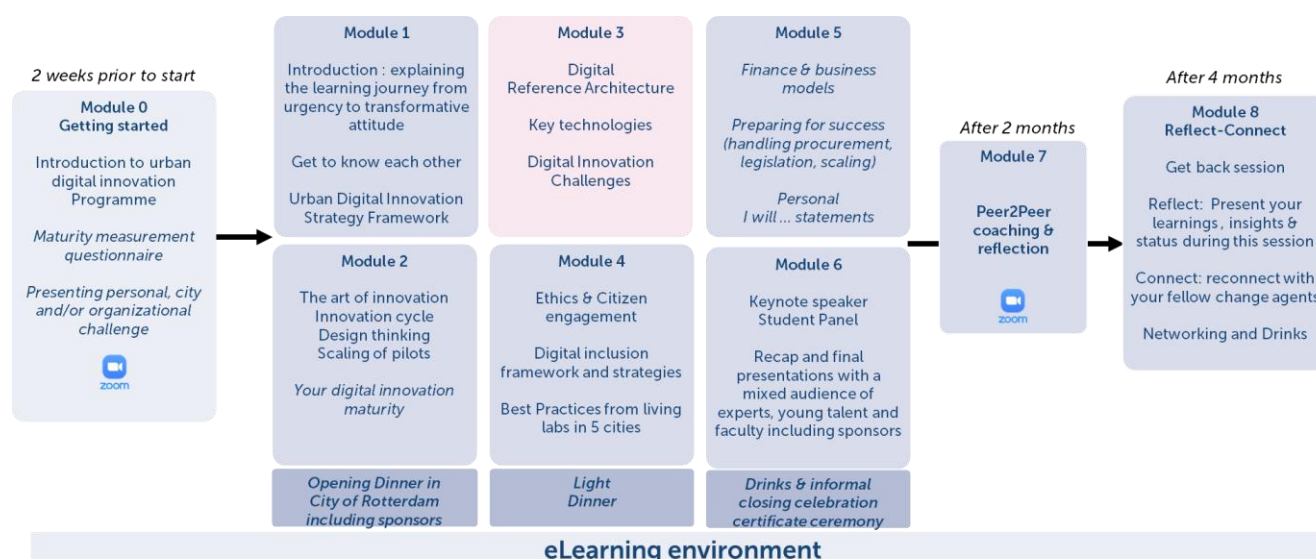 2 weeks prior to start
Module 0
Getting started
Introduction to urban
digital innovation
Programme
Maturity measurement
questionnaire
Presenting personal, city
and/or organizational
challenge
zoom
Module 1
Introduction : explaining
the learning journey from
urgency to transformative
attitude
Get to know each other
Urban Digital Innovation
Strategy Framework
Module 2
The art of innovation
Innovation cycle
Design thinking
Scaling of pilots
Your digital innovation
maturity
Opening Dinner in
City of Rotterdam
including sponsors
Module 3
Digital
Reference Architecture
Key technologies
Digital Innovation
Challenges
Module 4
Ethics & Citizen
engagement
Digital inclusion
framework and strategies
Best Practices from living
labs in 5 cities
Light
Dinner
Module 5
Finance & business
models
Preparing for success
(handling procurement,
legislation, scaling)
Personal
I will ... statements
Module 6
Keynote speaker
Student Panel
Recap and final
presentations with a
mixed audience of
experts, young talent and
faculty including sponsors
Drinks & informal
closing celebration
certificate ceremony
After 2 months
Module 7
Peer2Peer
coaching &
reflection
zoom
After 4 months
Module 8
Reflect-Connect
Get back session
Reflect: Present your
learnings, insights &
status during this session
Connect: reconnect with
your fellow change agents
Networking and Drinks
eLearning environment